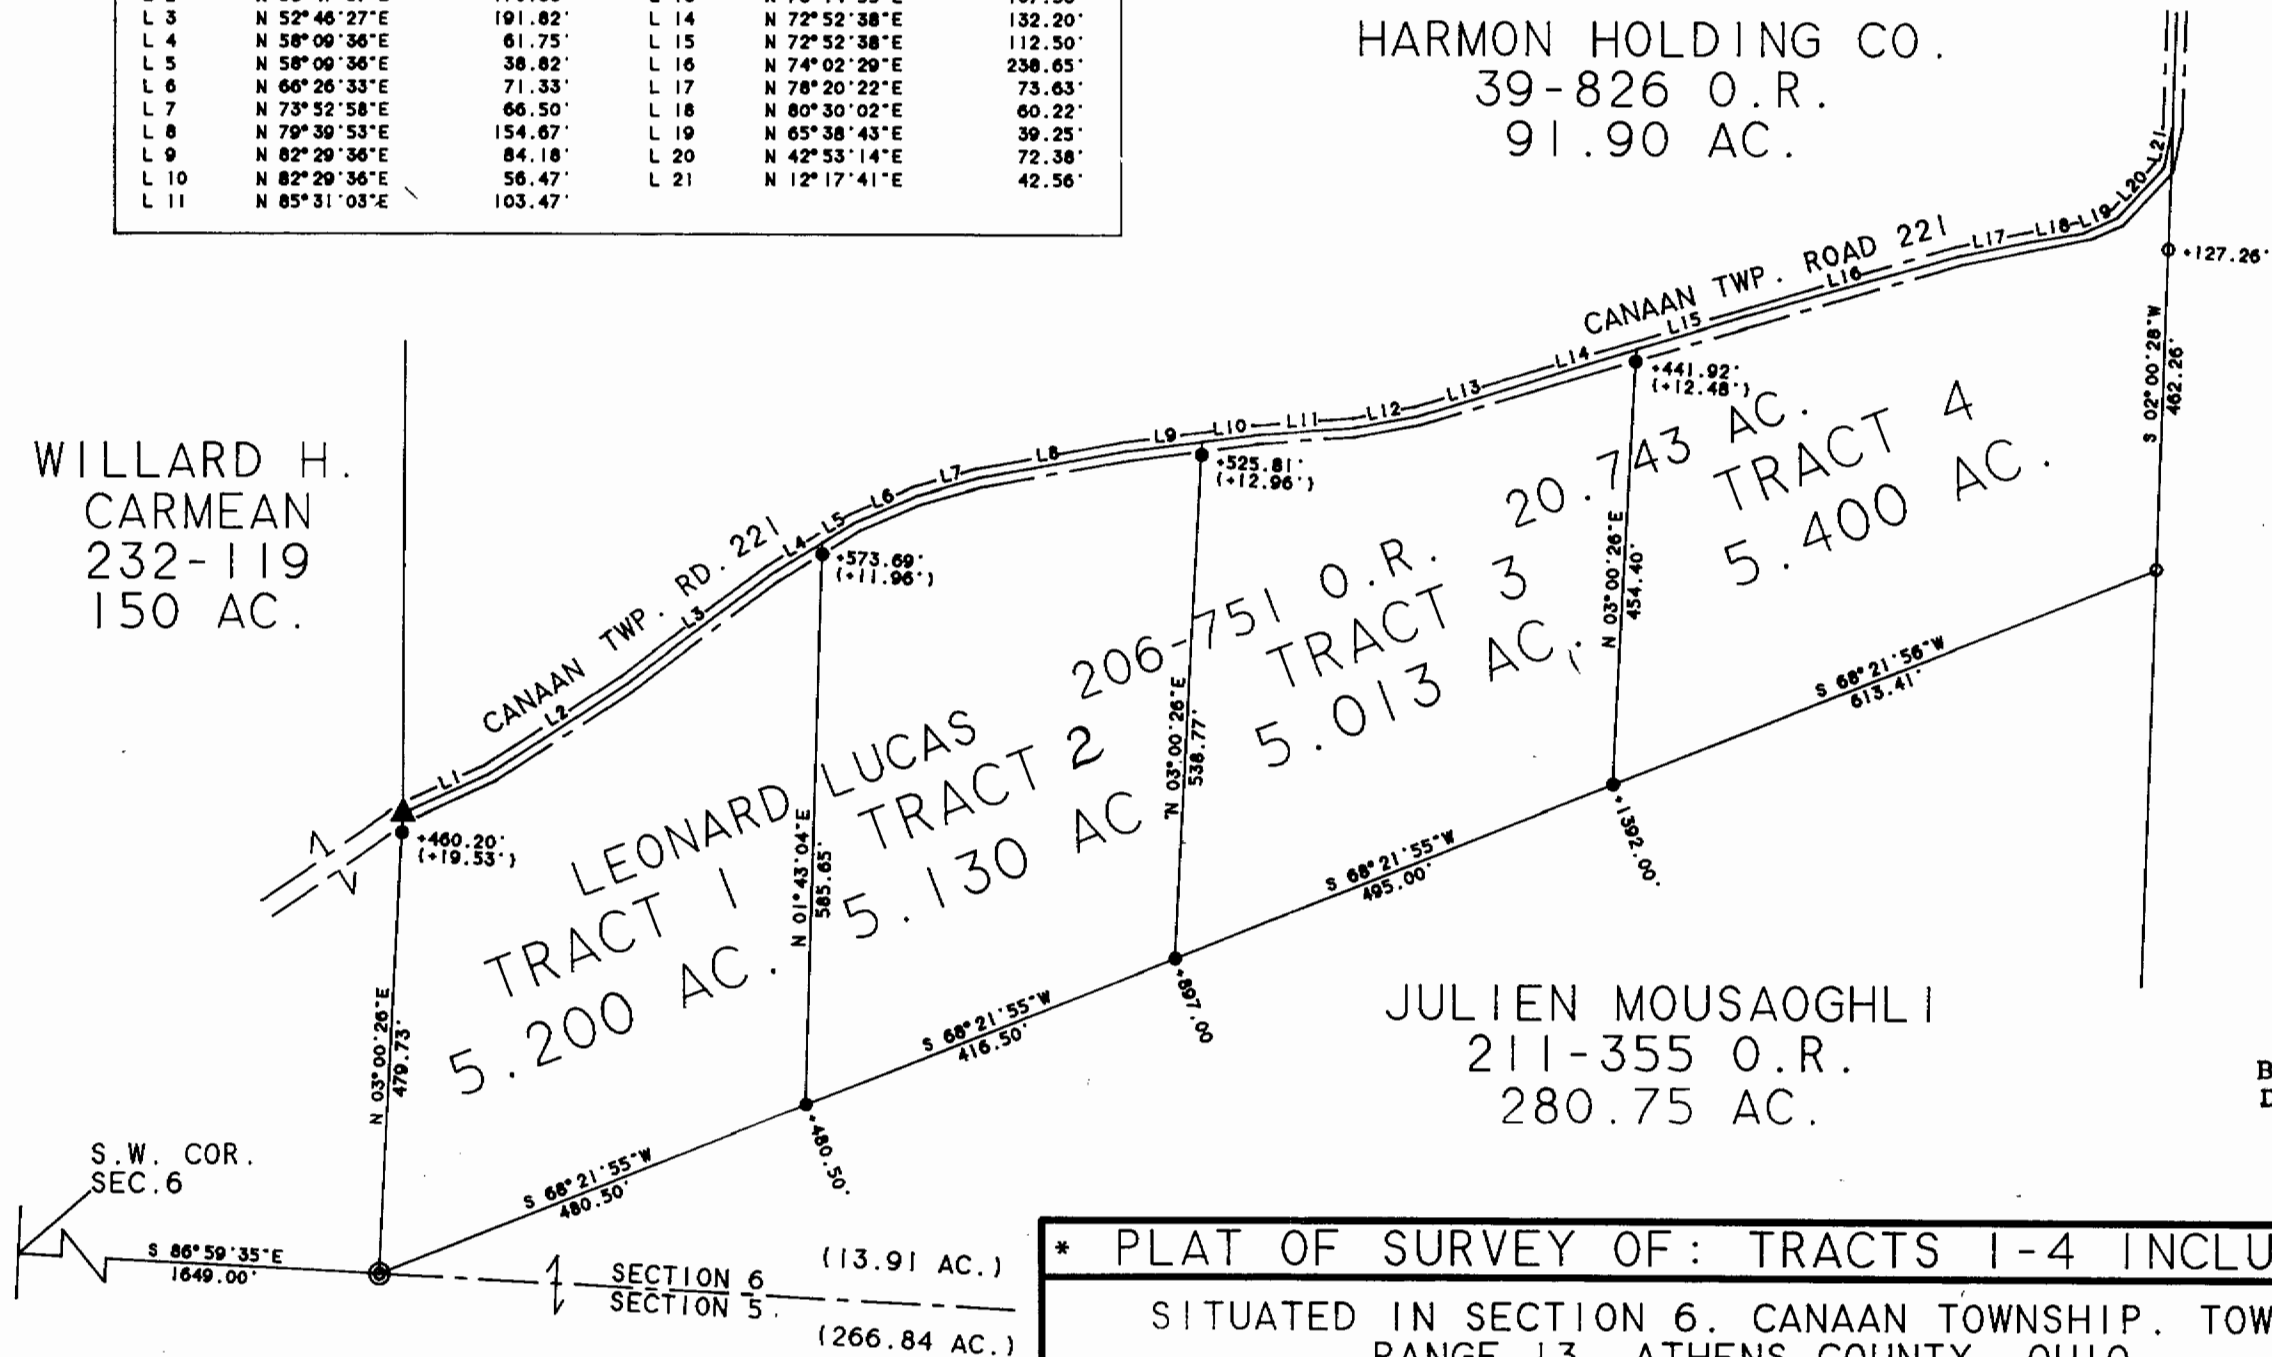 L 3 N 52°46'27"E 191.82' L 14 N 72°52'38"E 132.20'
L 4 N 58°09'36"E 61.75' L 15 N 72°52'38"E 112.50'
L 5 N 58°09'36"E 38.82' L 16 N 74°02'29"E 238.65'
L 6 N 66°26'33"E 71.33' L 17 N 78°20'22"E 73.63'
L 7 N 73°52'58"E 66.50' L 18 N 80°30'02"E 60.22'
L 8 N 79°39'53"E 154.67' L 19 N 65°38'43"E 39.25'
L 9 N 82°29'36"E 84.18' L 20 N 42°53'14"E 72.38'
L 10 N 82°29'36"E 56.47' L 21 N 12°17'41"E 42.56'
L 11 N 85°31'03"E 103.47'
HARMON HOLDING CO.
39-826 O.R.
91.90 AC.
WILLARD H.
CARMEAN
232-119
150 AC.
CANAAN TWP. RD. 221
CANAAN TWP. ROAD 221
L1
L2
L3
L4
L5
L6
L7
L8
L9
L10
L11
L12
L13
L14
L15
L16
L17
L18
L19
L20
L21
+127.26'
S 02°00'28"W
462.26'
+441.92'
(+12.48')
+525.81'
(+12.96')
+573.69'
(+11.96')
+460.20'
(+19.53')
LEONARD LUCAS 206-751 O.R. 20.743 AC.
TRACT 1
5.200 AC.
TRACT 2
5.130 AC
TRACT 3
5.013 AC.
TRACT 4
5.400 AC.
N 03°00'26"E
479.73'
N 01°43'04"E
585.65'
N 03°00'26"E
538.77'
N 03°00'26"E
454.40'
S 68°21'55"W
480.50'
S 68°21'55"W
416.50'
S 68°21'55"W
495.00'
S 68°21'56"W
613.41'
+480.50'
+897.00
+1392.00'
JULIEN MOUSAOGHLI
211-355 O.R.
280.75 AC.
S.W. COR.
SEC.6
S 86°59'35"E
1649.00'
SECTION 6
SECTION 5.
(13.91 AC.)
(266.84 AC.)
* PLAT OF SURVEY OF: TRACTS 1-4 INCLU
SITUATED IN SECTION 6. CANAAN TOWNSHIP. TOW
RANGE 13. ATHENS COUNTY. OHIO